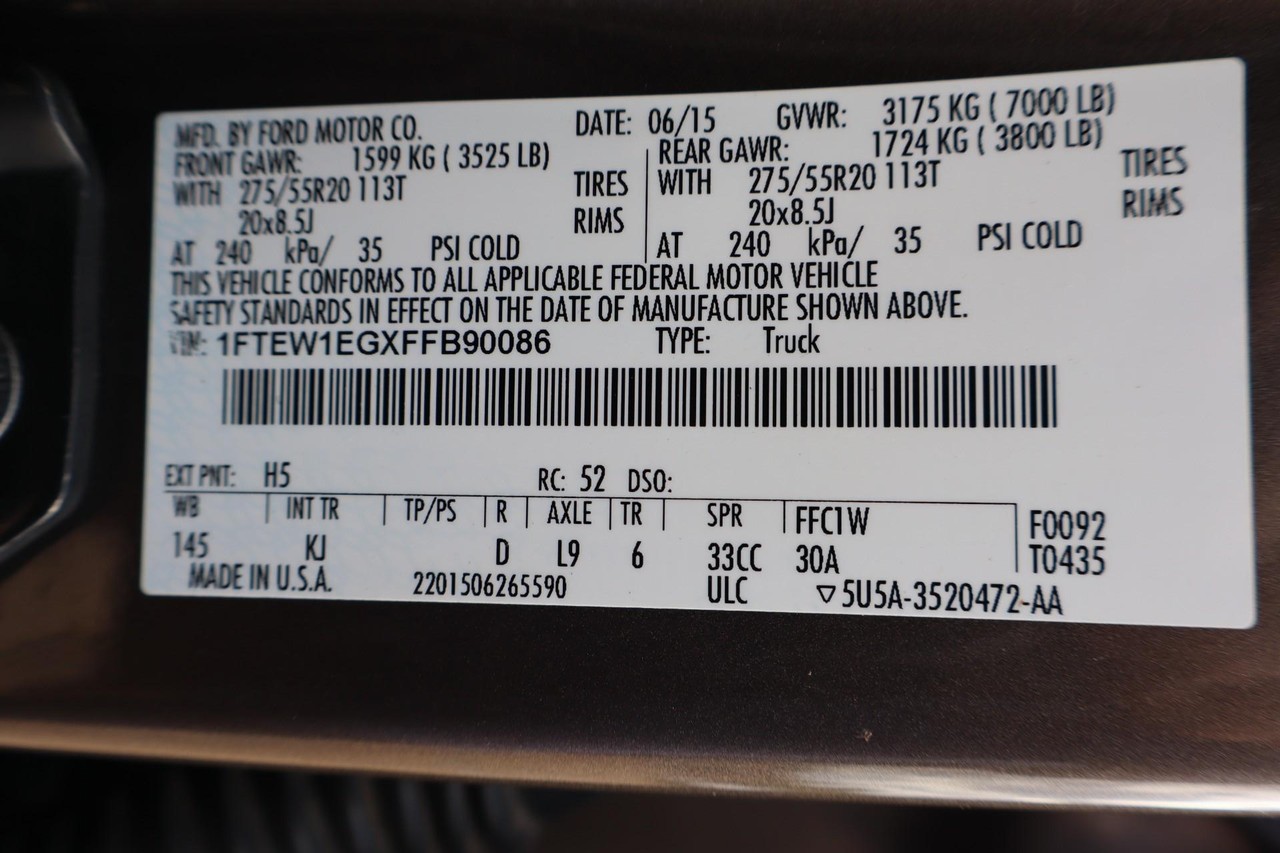 MFD. BY FORD MOTOR CO. DATE: 06/15 GVWR: 3175 KG ( 7000 LB)
FRONT GAWR: 1599 KG ( 3525 LB) REAR GAWR: 1724 KG ( 3800 LB)
WITH 275/55R20 113T TIRES WITH 275/55R20 113T TIRES
20x8.5J RIMS 20x8.5J RIMS
AT 240 kPa/ 35 PSI COLD AT 240 kPa/ 35 PSI COLD
THIS VEHICLE CONFORMS TO ALL APPLICABLE FEDERAL MOTOR VEHICLE
SAFETY STANDARDS IN EFFECT ON THE DATE OF MANUFACTURE SHOWN ABOVE.
VIN: 1FTEW1EGXFFB90086 TYPE: Truck
EXT PNT: H5 RC: 52 DSO:
WB INT TR TP/PS R AXLE TR SPR FFC1W F0092
145 KJ D L9 6 33CC 30A T0435
MADE IN U.S.A. 2201506265590 ULC ▽5U5A-3520472-AA